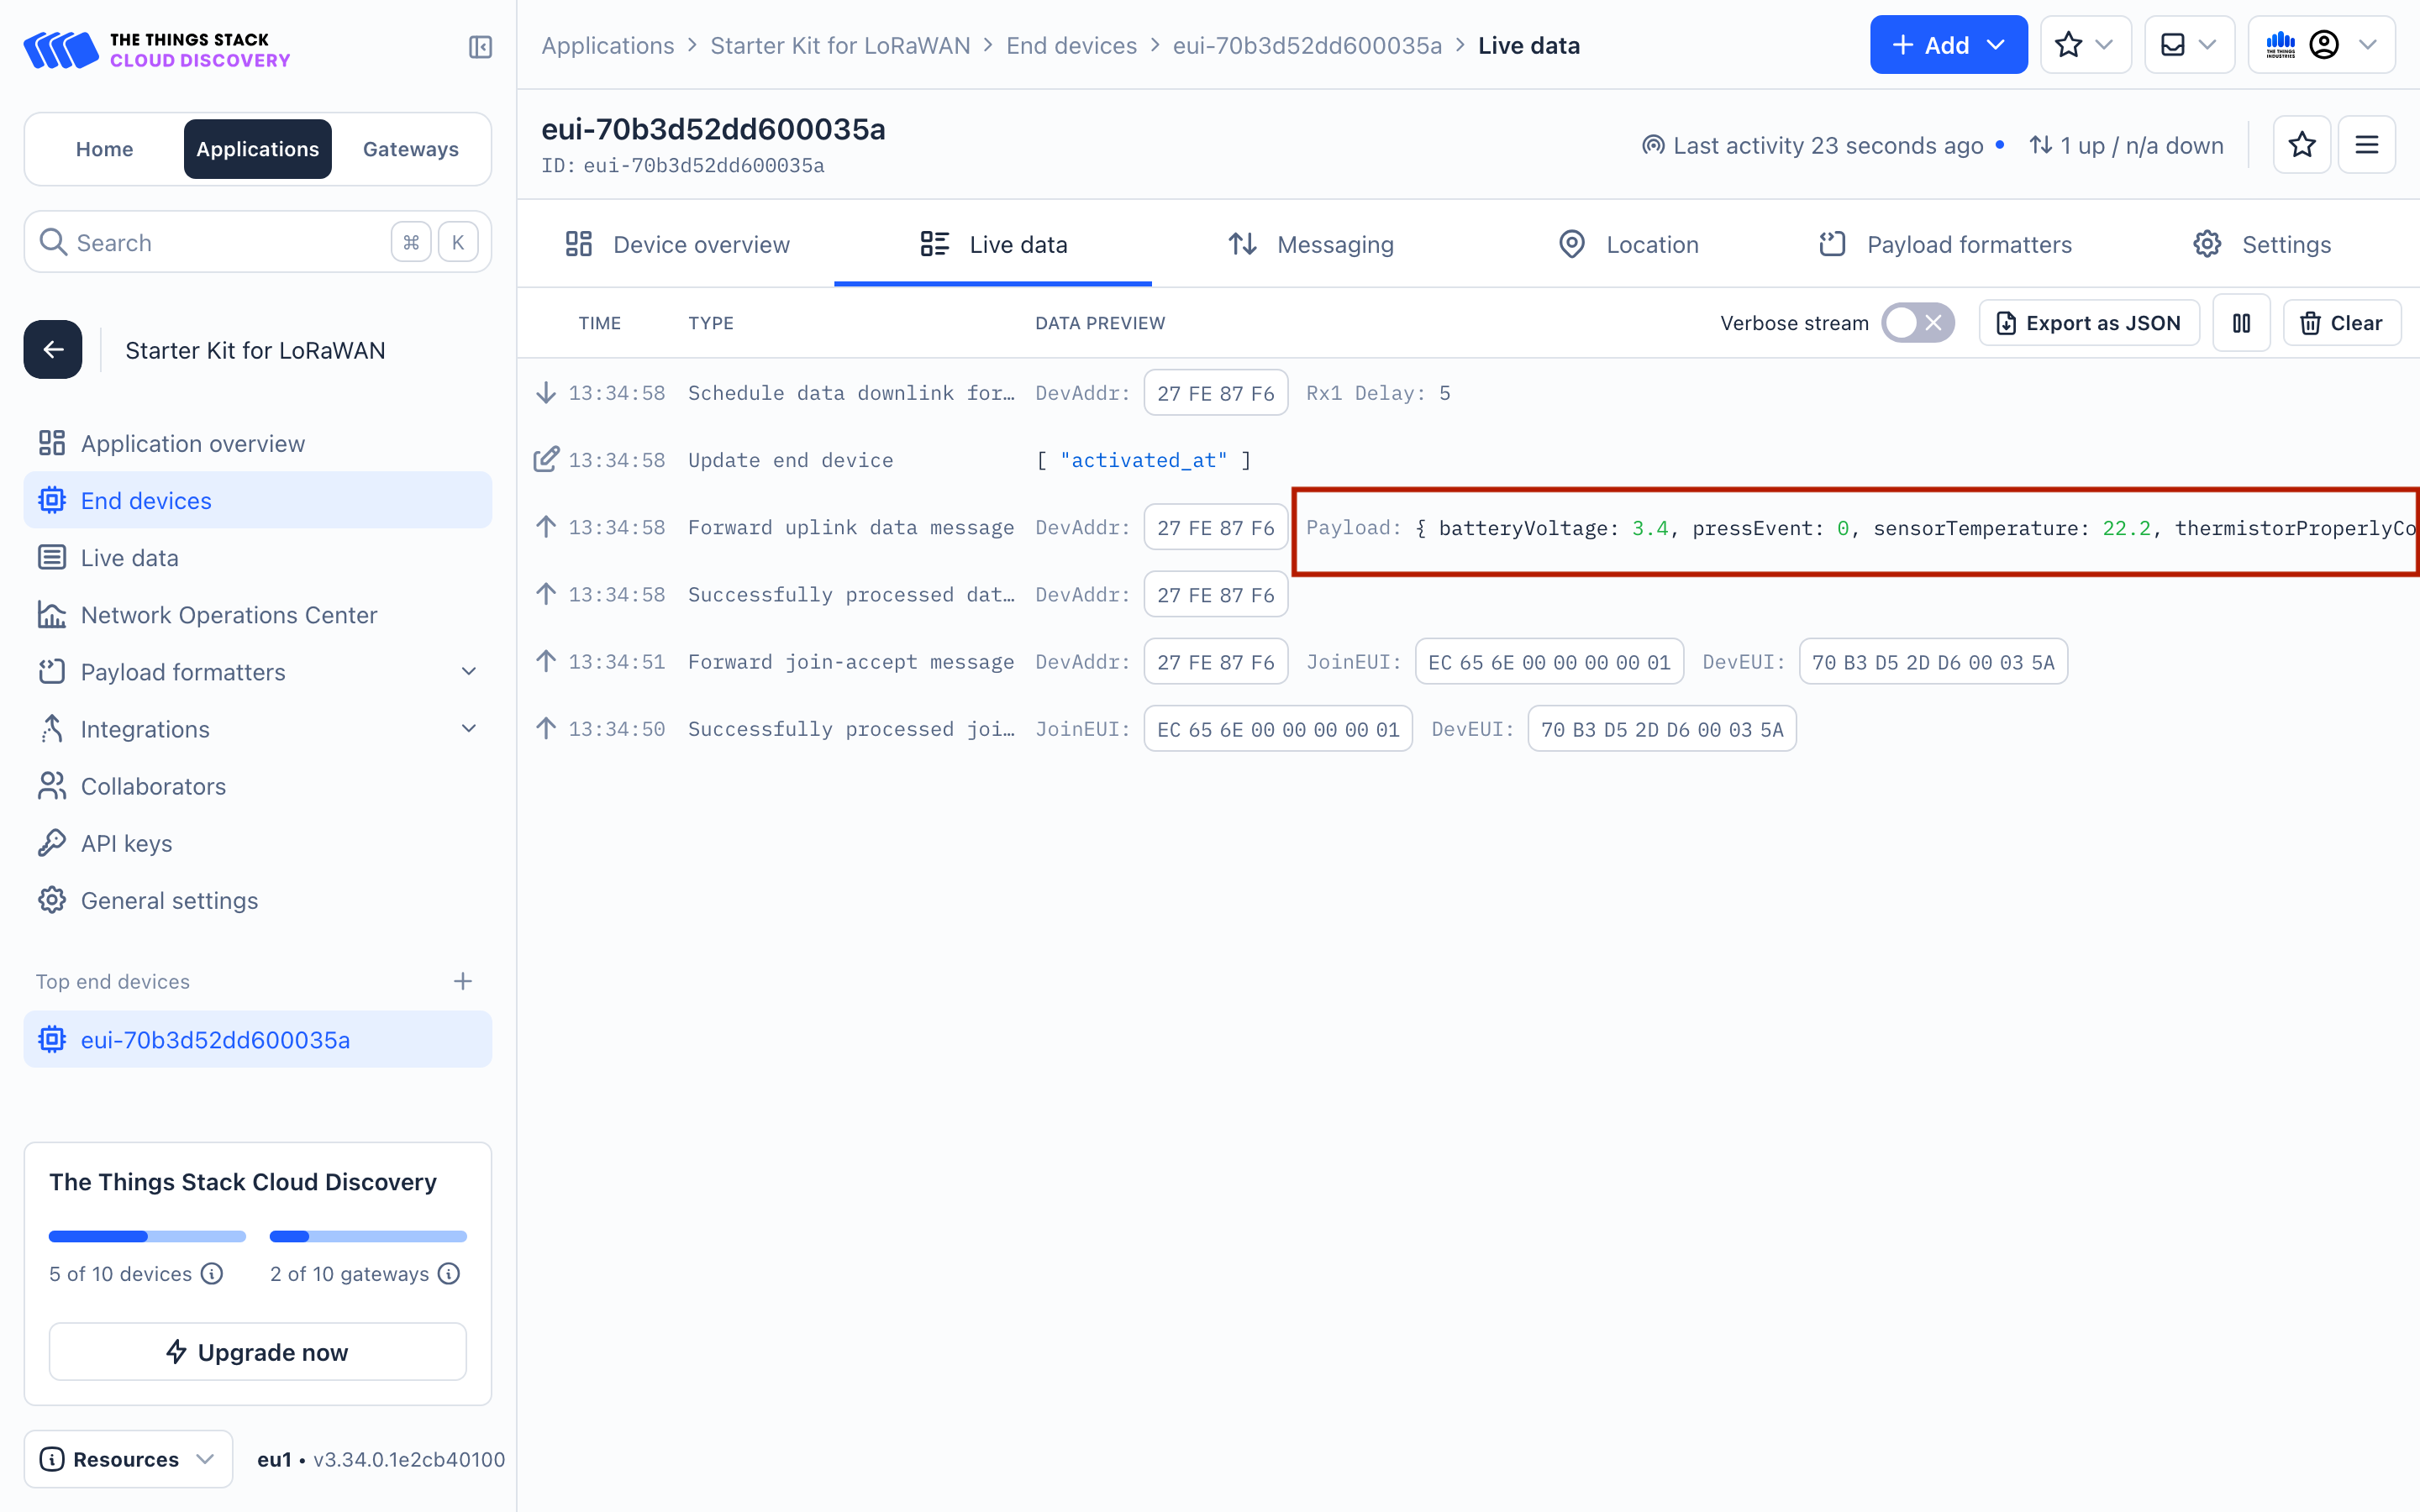 THE THINGS STACK
CLOUD DISCOVERY
Home
Applications
Gateways
Search
⌘
K
Starter Kit for LoRaWAN
Application overview
End devices
Live data
Network Operations Center
Payload formatters
Integrations
Collaborators
API keys
General settings
Top end devices
eui-70b3d52dd600035a
The Things Stack Cloud Discovery
5 of 10 devices
2 of 10 gateways
Upgrade now
Resources
eu1 • v3.34.0.1e2cb40100
Applications > Starter Kit for LoRaWAN > End devices > eui-70b3d52dd600035a > Live data
+ Add
THE THINGS INDUSTRIES
eui-70b3d52dd600035a
ID: eui-70b3d52dd600035a
Last activity 23 seconds ago • 1 up / n/a down
Device overview
Live data
Messaging
Location
Payload formatters
Settings
TIME TYPE DATA PREVIEW
Verbose stream
Export as JSON
Clear
13:34:58 Schedule data downlink for… DevAddr: 27 FE 87 F6 Rx1 Delay: 5
13:34:58 Update end device [ "activated_at" ]
13:34:58 Forward uplink data message DevAddr: 27 FE 87 F6 Payload: { batteryVoltage: 3.4, pressEvent: 0, sensorTemperature: 22.2, thermistorProperlyCo
13:34:58 Successfully processed dat… DevAddr: 27 FE 87 F6
13:34:51 Forward join-accept message DevAddr: 27 FE 87 F6 JoinEUI: EC 65 6E 00 00 00 00 01 DevEUI: 70 B3 D5 2D D6 00 03 5A
13:34:50 Successfully processed joi… JoinEUI: EC 65 6E 00 00 00 00 01 DevEUI: 70 B3 D5 2D D6 00 03 5A